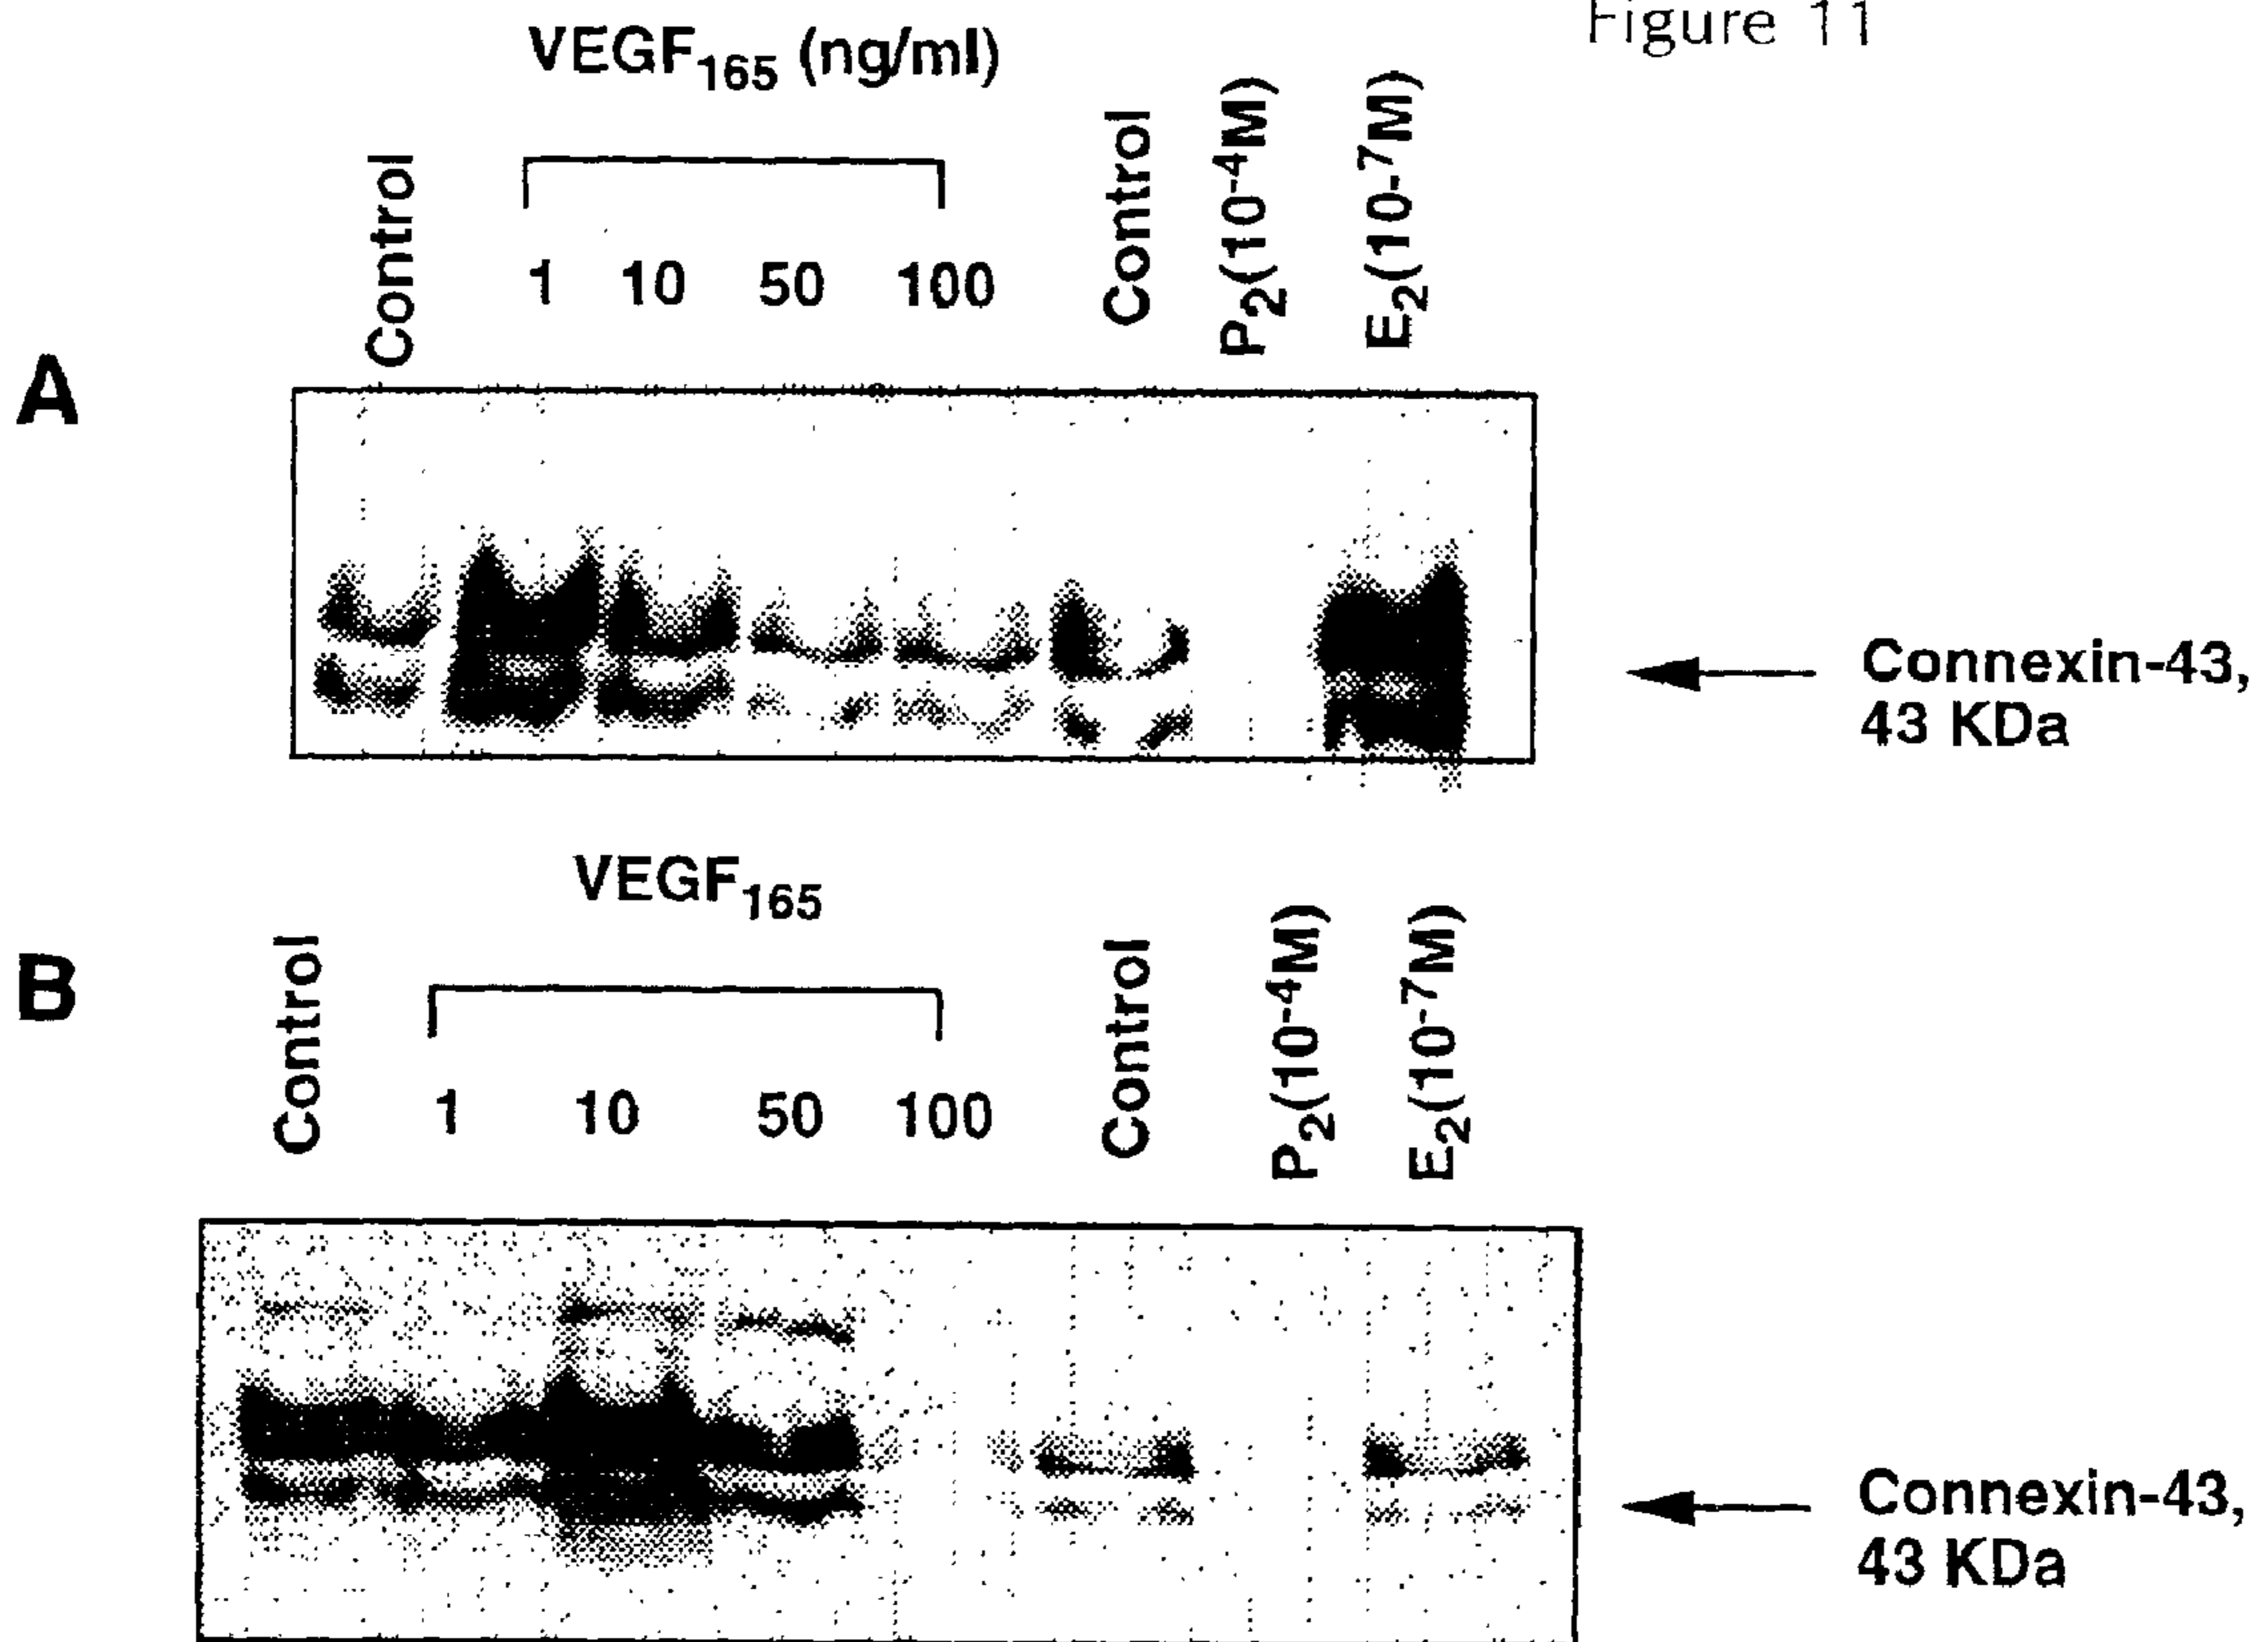 Figure 11
VEGF165 (ng/ml)
Control
1 10 50 100
Control
P2(10-4M)
E2(10-7M)
A
Connexin-43,
43 KDa
VEGF165
B
Control
1 10 50 100
Control
P2(10-4M)
E2(10-7M)
Connexin-43,
43 KDa